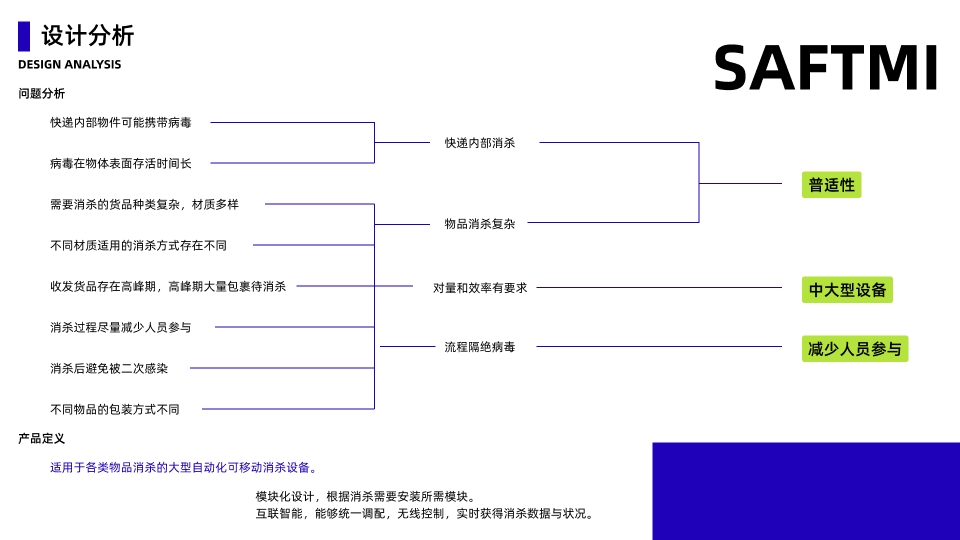 设计分析
DESIGN ANALYSIS
SAFTMI
问题分析
快递内部物件可能携带病毒
病毒在物体表面存活时间长
需要消杀的货品种类复杂，材质多样
不同材质适用的消杀方式存在不同
收发货品存在高峰期，高峰期大量包裹待消杀
消杀过程尽量减少人员参与
消杀后避免被二次感染
不同物品的包装方式不同
快递内部消杀
物品消杀复杂
对量和效率有要求
流程隔绝病毒
普适性
中大型设备
减少人员参与
产品定义
适用于各类物品消杀的大型自动化可移动消杀设备。
模块化设计，根据消杀需要安装所需模块。
互联智能，能够统一调配，无线控制，实时获得消杀数据与状况。